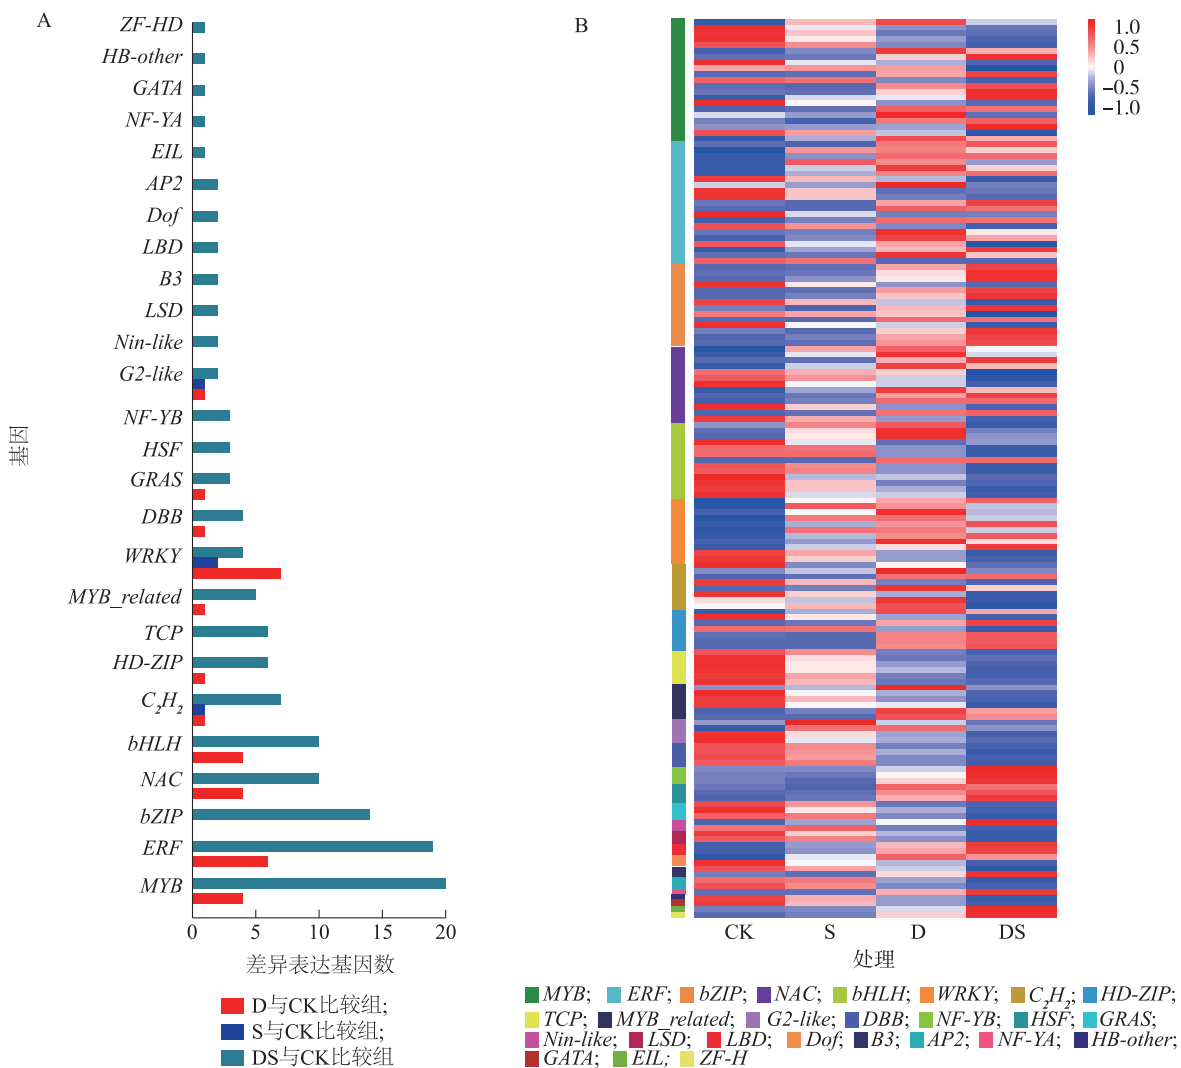 A
ZF-HD
HB-other
GATA
NF-YA
EIL
AP2
Dof
LBD
B3
LSD
Nin-like
G2-like
NF-YB
HSF
GRAS
DBB
WRKY
MYB_related
TCP
HD-ZIP
C₂H₂
bHLH
NAC
bZIP
ERF
MYB
基因
0 5 10 15 20
差异表达基因数
D与CK比较组;
S与CK比较组;
DS与CK比较组
B
1.0
0.5
0
−0.5
−1.0
CK S D DS
处理
MYB; ERF; bZIP; NAC; bHLH; WRKY; C₂H₂; HD-ZIP;
TCP; MYB_related; G2-like; DBB; NF-YB; HSF; GRAS;
Nin-like; LSD; LBD; Dof; B3; AP2; NF-YA; HB-other;
GATA; EIL; ZF-H